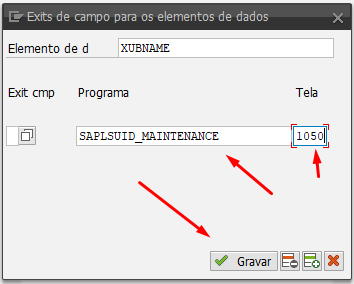 Exits de campo para os elementos de dados
Elemento de d XUBNAME
Exit cmp Programa Tela
SAPLSUID_MAINTENANCE 1050
Gravar